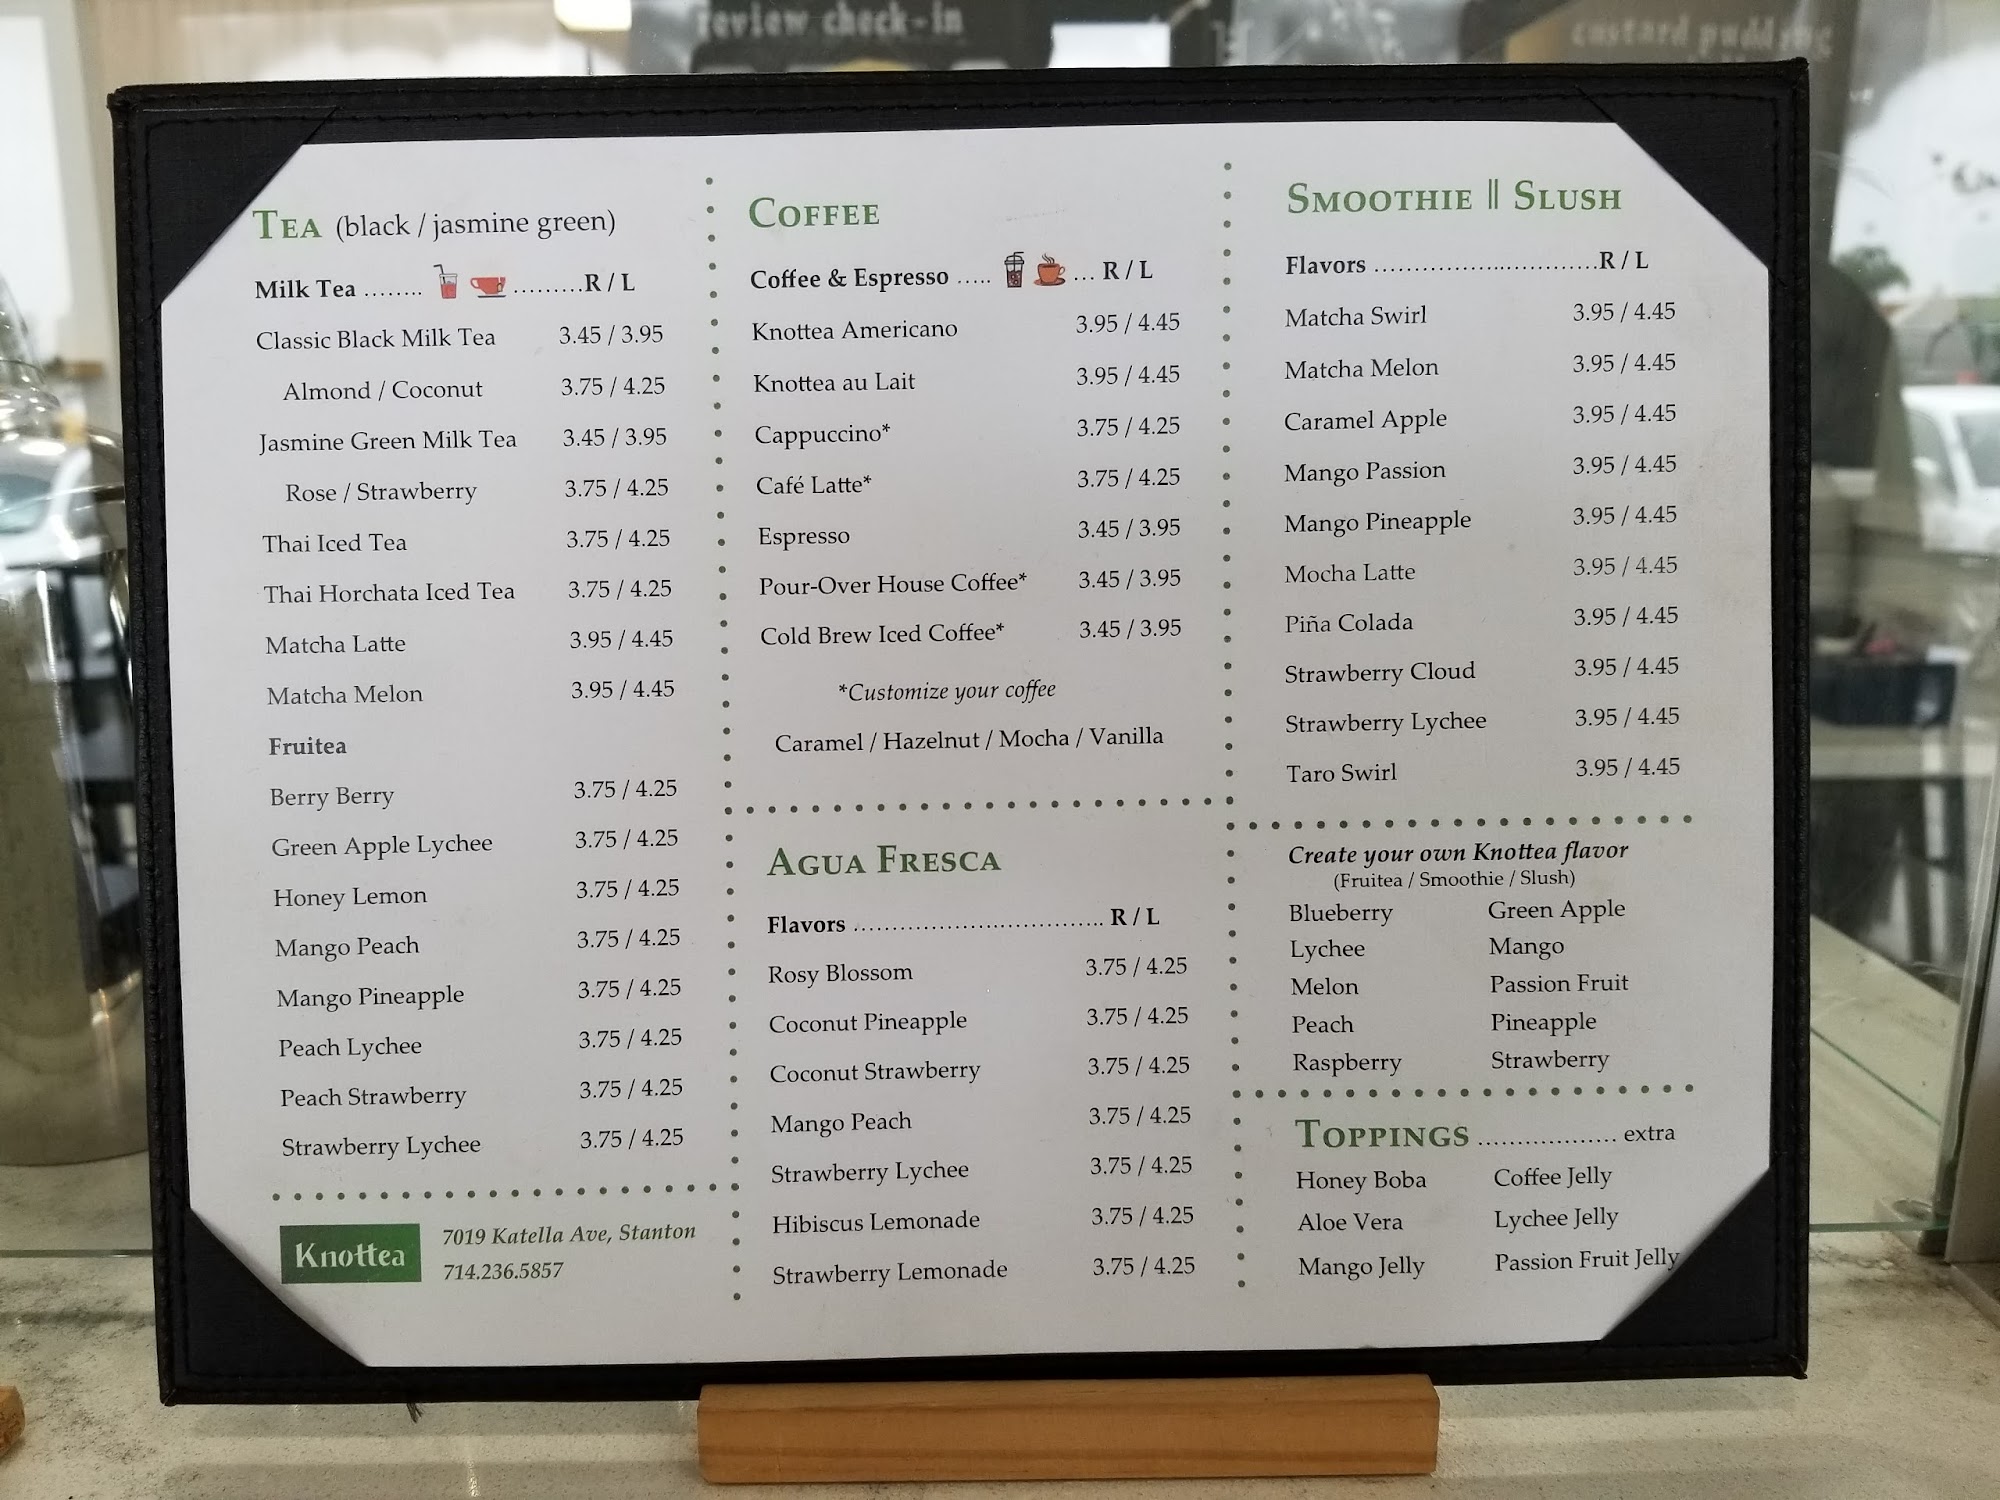 review check-in
custard pudding
TEA (black / jasmine green)
Milk Tea ........ .........R / L
Classic Black Milk Tea 3.45 / 3.95
Almond / Coconut 3.75 / 4.25
Jasmine Green Milk Tea 3.45 / 3.95
Rose / Strawberry 3.75 / 4.25
Thai Iced Tea 3.75 / 4.25
Thai Horchata Iced Tea 3.75 / 4.25
Matcha Latte 3.95 / 4.45
Matcha Melon 3.95 / 4.45
Fruitea
Berry Berry 3.75 / 4.25
Green Apple Lychee 3.75 / 4.25
Honey Lemon 3.75 / 4.25
Mango Peach 3.75 / 4.25
Mango Pineapple 3.75 / 4.25
Peach Lychee 3.75 / 4.25
Peach Strawberry 3.75 / 4.25
Strawberry Lychee 3.75 / 4.25
Knottea
7019 Katella Ave, Stanton
714.236.5857
COFFEE
Coffee & Espresso ..... ... R / L
Knottea Americano 3.95 / 4.45
Knottea au Lait 3.95 / 4.45
Cappuccino* 3.75 / 4.25
Café Latte* 3.75 / 4.25
Espresso 3.45 / 3.95
Pour-Over House Coffee* 3.45 / 3.95
Cold Brew Iced Coffee* 3.45 / 3.95
*Customize your coffee
Caramel / Hazelnut / Mocha / Vanilla
AGUA FRESCA
Flavors ................................ R / L
Rosy Blossom 3.75 / 4.25
Coconut Pineapple 3.75 / 4.25
Coconut Strawberry 3.75 / 4.25
Mango Peach 3.75 / 4.25
Strawberry Lychee 3.75 / 4.25
Hibiscus Lemonade 3.75 / 4.25
Strawberry Lemonade 3.75 / 4.25
SMOOTHIE || SLUSH
Flavors .............................R / L
Matcha Swirl 3.95 / 4.45
Matcha Melon 3.95 / 4.45
Caramel Apple 3.95 / 4.45
Mango Passion 3.95 / 4.45
Mango Pineapple 3.95 / 4.45
Mocha Latte 3.95 / 4.45
Piña Colada 3.95 / 4.45
Strawberry Cloud 3.95 / 4.45
Strawberry Lychee 3.95 / 4.45
Taro Swirl 3.95 / 4.45
Create your own Knottea flavor
(Fruitea / Smoothie / Slush)
Blueberry Green Apple
Lychee Mango
Melon Passion Fruit
Peach Pineapple
Raspberry Strawberry
TOPPINGS .................. extra
Honey Boba Coffee Jelly
Aloe Vera Lychee Jelly
Mango Jelly Passion Fruit Jelly